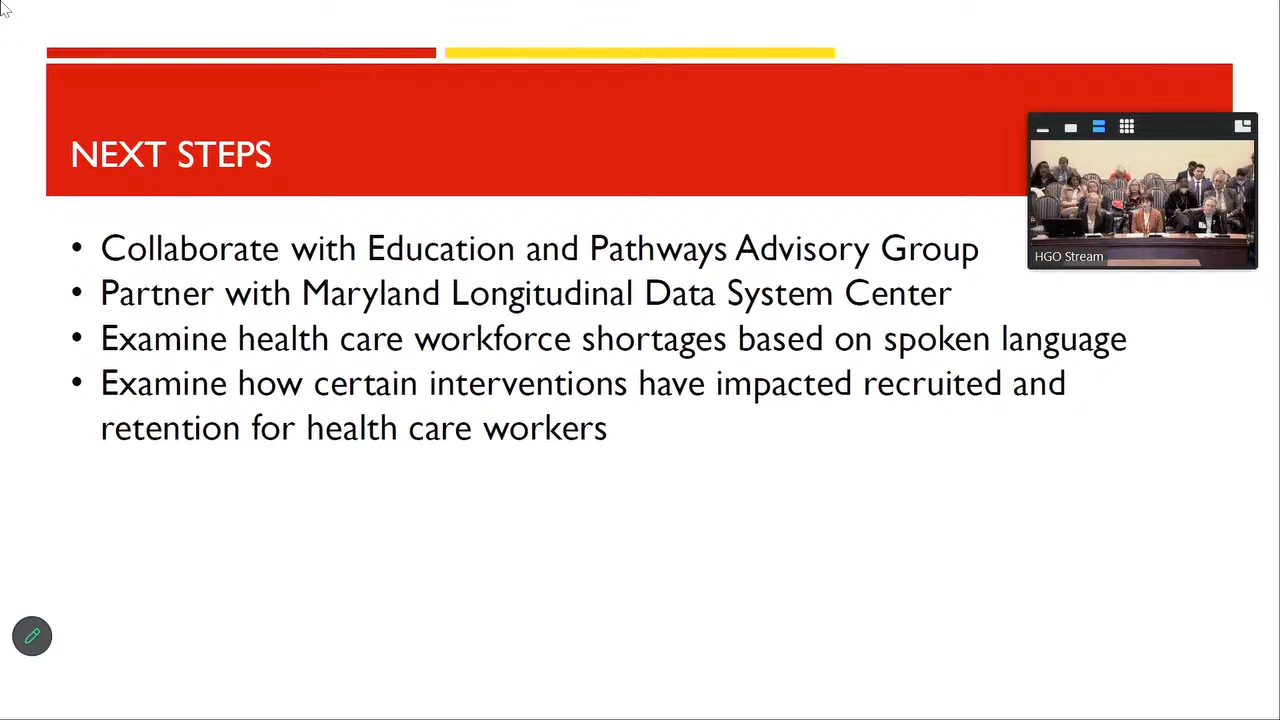 NEXT STEPS
• Collaborate with Education and Pathways Advisory Group
• Partner with Maryland Longitudinal Data System Center
• Examine health care workforce shortages based on spoken language
• Examine how certain interventions have impacted recruited and
retention for health care workers
HGO Stream